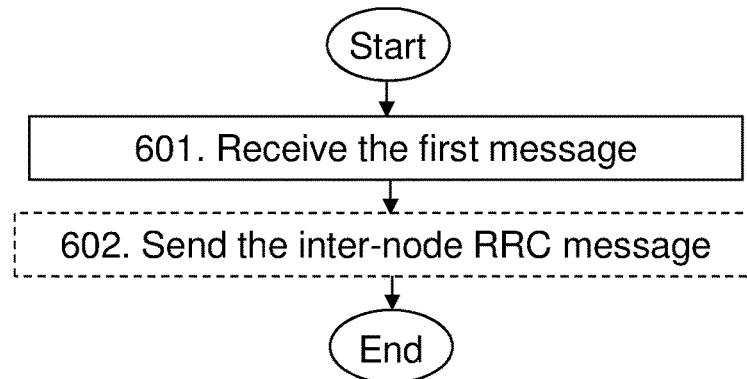 Start
601. Receive the first message
602. Send the inter-node RRC message
End